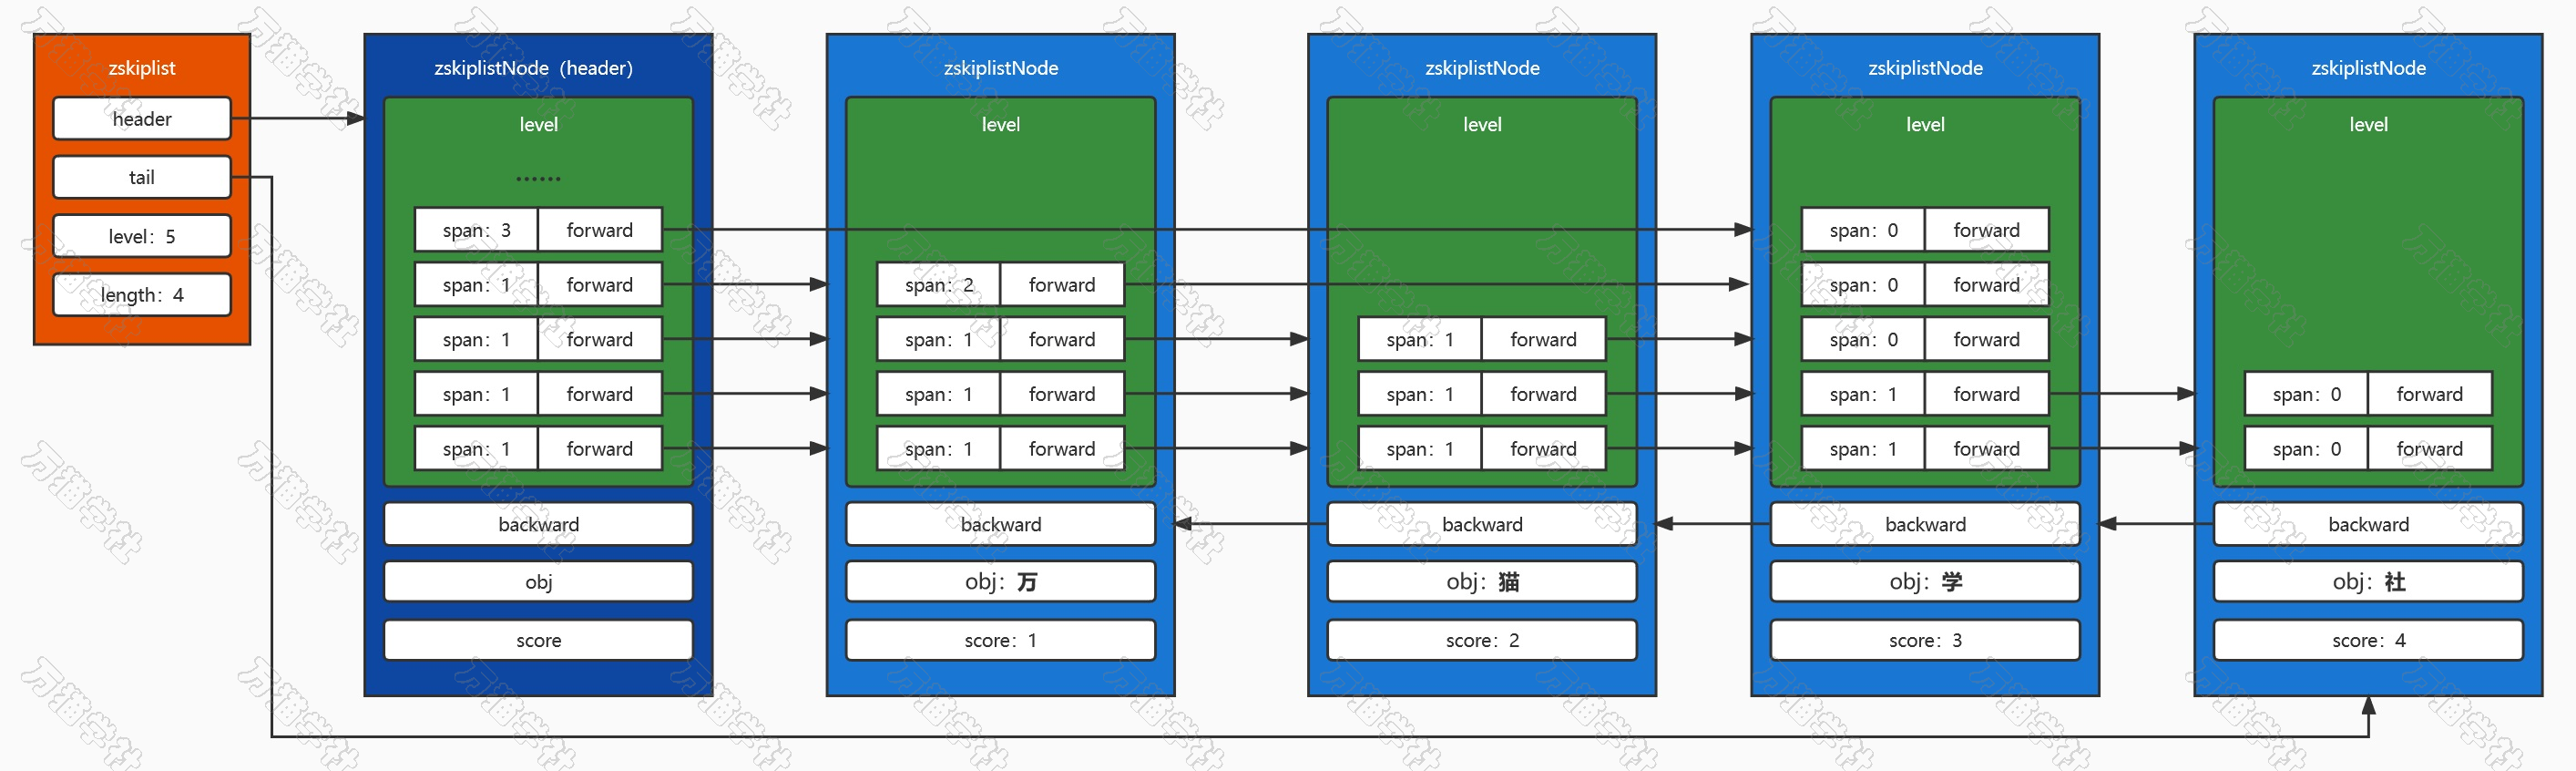 zskiplist
header
tail
level：5
length：4
zskiplistNode（header）
level
......
span：3 forward
span：1 forward
span：1 forward
span：1 forward
span：1 forward
backward
obj
score
zskiplistNode
level
span：2 forward
span：1 forward
span：1 forward
span：1 forward
backward
obj：万
score：1
zskiplistNode
level
span：1 forward
span：1 forward
span：1 forward
backward
obj：猫
score：2
zskiplistNode
level
span：0 forward
span：0 forward
span：0 forward
span：1 forward
span：1 forward
backward
obj：学
score：3
zskiplistNode
level
span：0 forward
span：0 forward
backward
obj：社
score：4
万猫学社